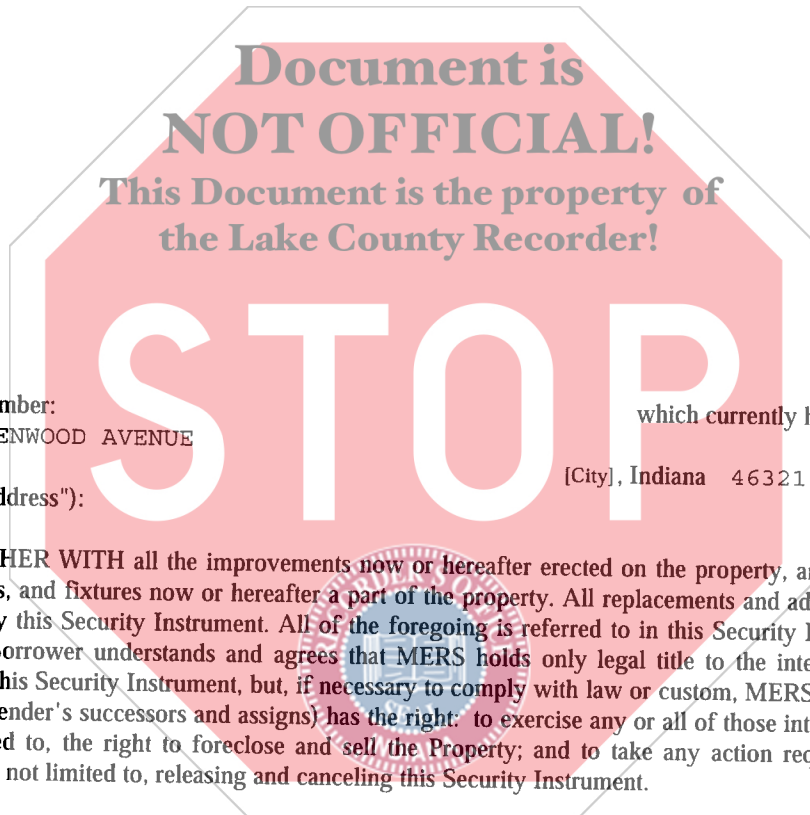 Document is
NOT OFFICIAL!
This Document is the property of
the Lake County Recorder!
STOP
mber:
which currently h
ENWOOD AVENUE
[City], Indiana 46321
ddress"):
HER WITH all the improvements now or hereafter erected on the property, a
s, and fixtures now or hereafter a part of the property. All replacements and ad
y this Security Instrument. All of the foregoing is referred to in this Security I
orrower understands and agrees that MERS holds only legal title to the inte
his Security Instrument, but, if necessary to comply with law or custom, MERS
ender's successors and assigns) has the right: to exercise any or all of those int
ed to, the right to foreclose and sell the Property; and to take any action req
not limited to, releasing and canceling this Security Instrument.
SEAL